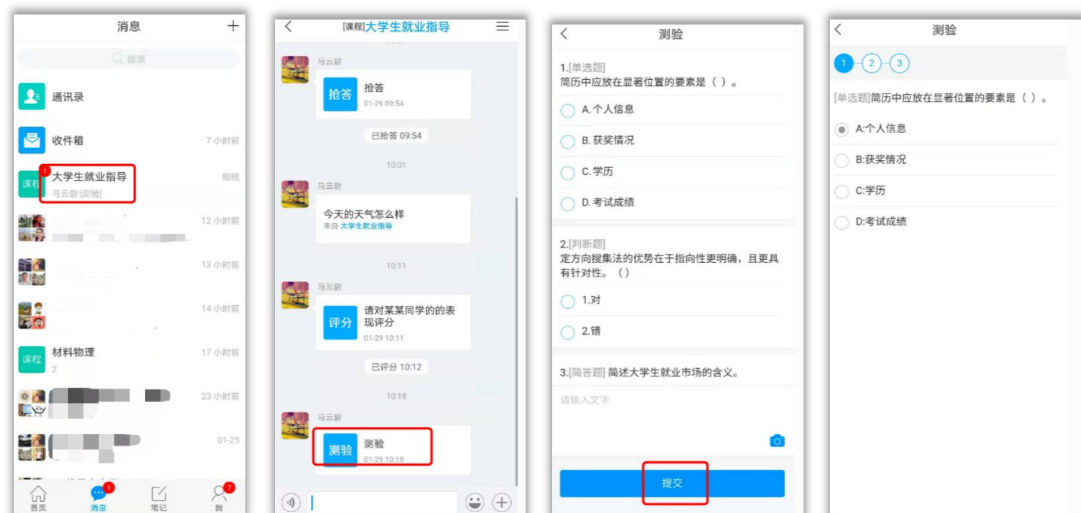 消息
搜索
通讯录
收件箱
7 小时前
课程
1
大学生就业指导
刚刚
马云尉:[测验]
12 小时前
13 小时前
14 小时前
课程
材料物理
17 小时前
2
23 小时前
01-25
首页
1
消息
笔记
7
我
[课程]大学生就业指导
马云尉
抢答
抢答
01-29 09:54
已抢答 09:54
10:01
马云尉
今天的天气怎么样
来自·大学生就业指导
10:11
马云尉
评分
请对某某同学的的表
现评分
01-29 10:11
已评分 10:12
10:18
马云尉
测验
测验
01-29 10:18
测验
1.[单选题]
简历中应放在显著位置的要素是（ ）。
A. 个人信息
B. 获奖情况
C. 学历
D. 考试成绩
2.[判断题]
定方向搜集法的优势在于指向性更明确，且更具
有针对性。（）
1.对
2.错
3.[简答题] 简述大学生就业市场的含义。
请输入文字
提交
测验
1 2 3
[单选题]简历中应放在显著位置的要素是（ ）。
A:个人信息
B:获奖情况
C:学历
D:考试成绩